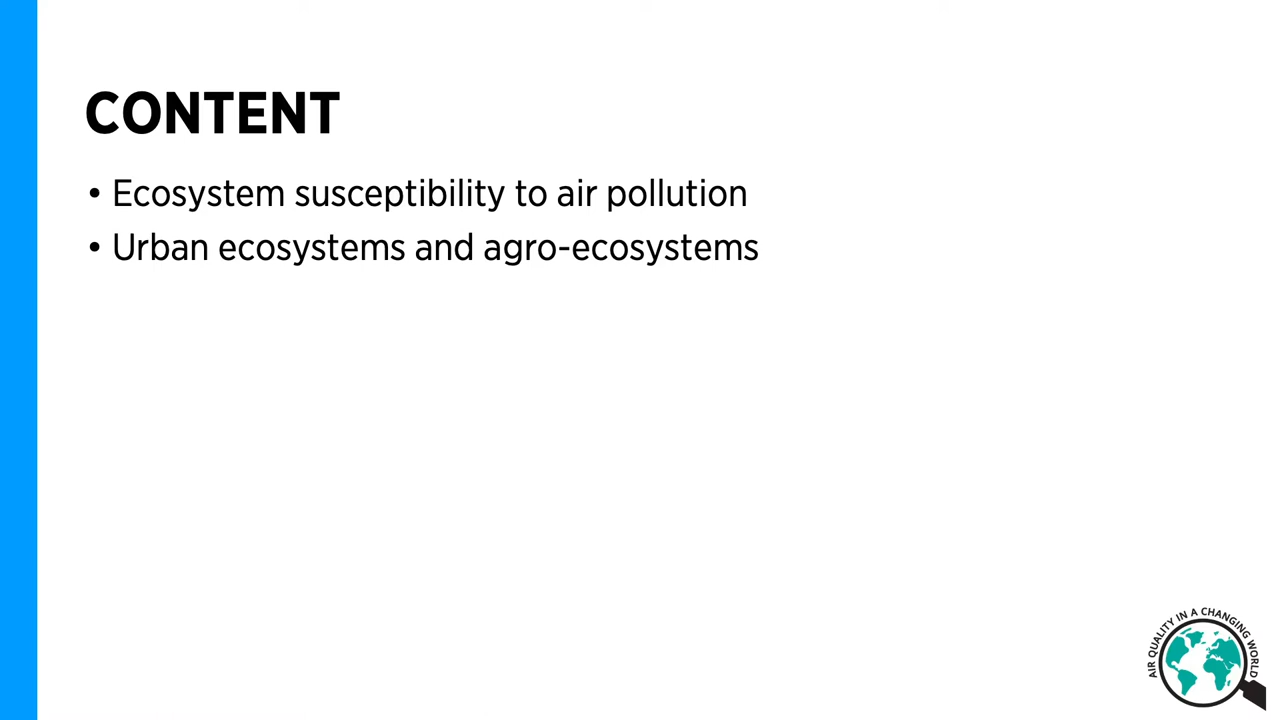 CONTENT
• Ecosystem susceptibility to air pollution
• Urban ecosystems and agro-ecosystems
AIR QUALITY IN A CHANGING WORLD